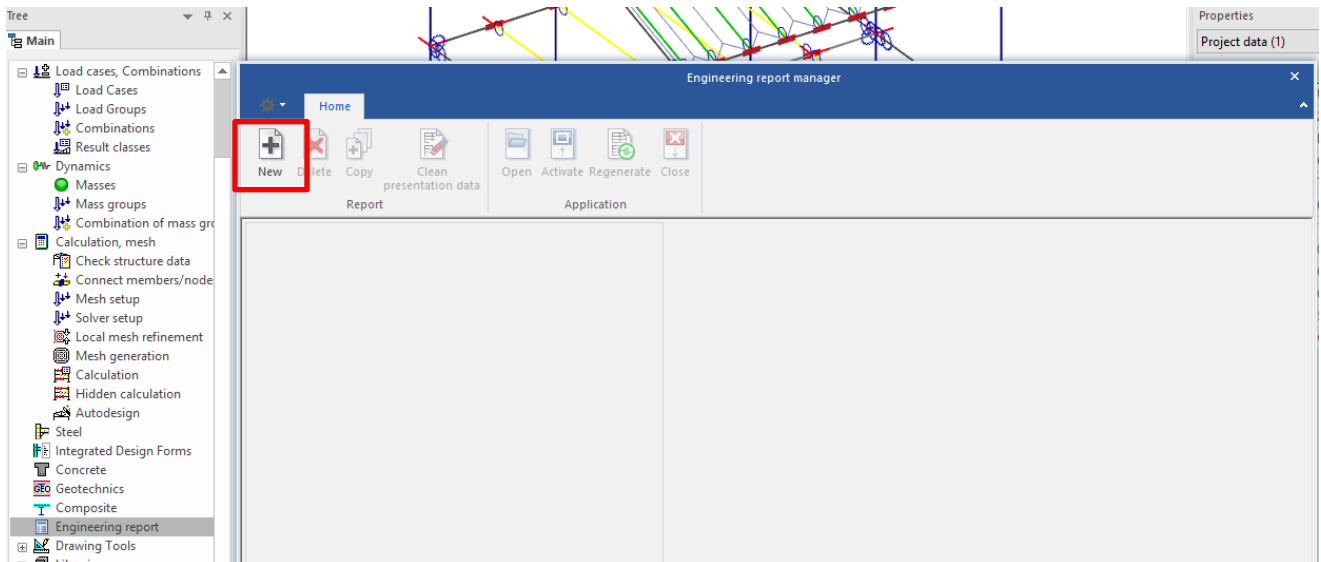 Tree
Main
Load cases, Combinations
Load Cases
Load Groups
Combinations
Result classes
Dynamics
Masses
Mass groups
Combination of mass gro
Calculation, mesh
Check structure data
Connect members/node
Mesh setup
Solver setup
Local mesh refinement
Mesh generation
Calculation
Hidden calculation
Autodesign
Steel
Integrated Design Forms
Concrete
GEO Geotechnics
Composite
Engineering report
Drawing Tools
Engineering report manager
Home
New
Delete
Copy
Clean
presentation data
Report
Open
Activate
Regenerate
Close
Application
Properties
Project data (1)